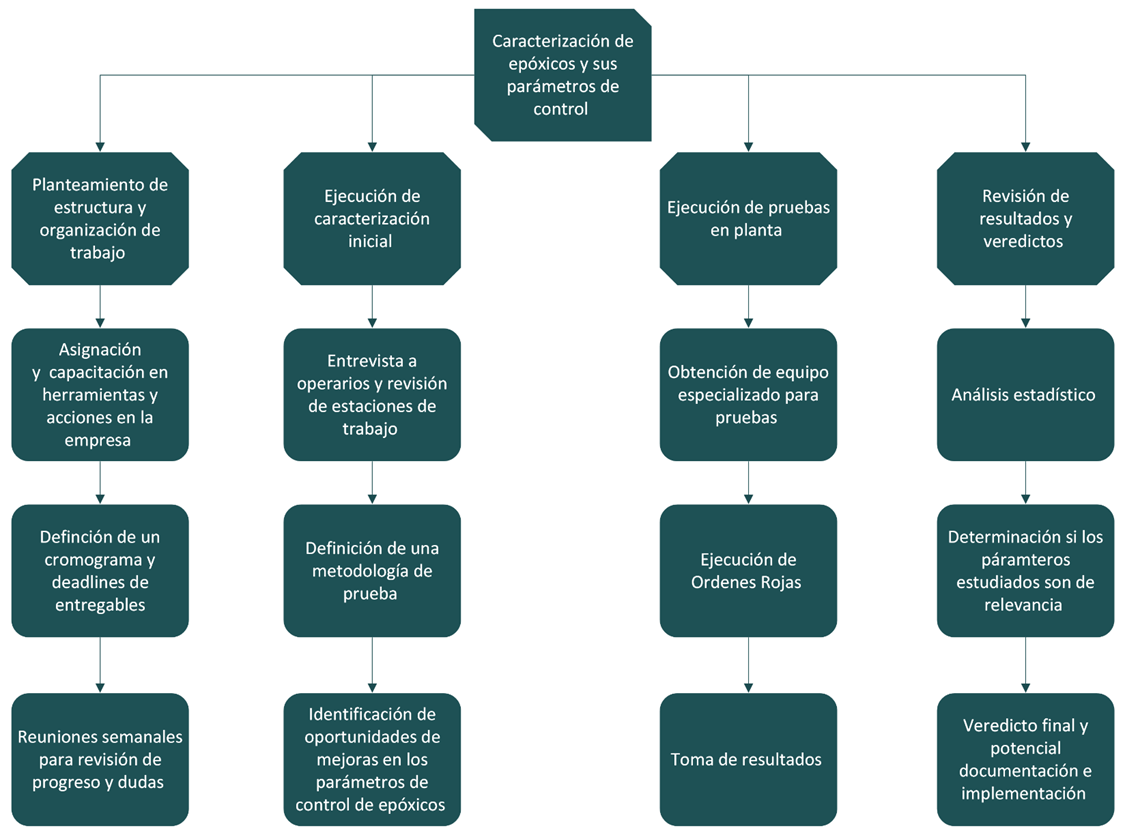 Caracterización de
epóxicos y sus
parámetros de
control
Planteamiento de
estructura y
organización de
trabajo
Asignación
y capacitación en
herramientas y
acciones en la
empresa
Definción de un
cromograma y
deadlines de
entregables
Reuniones semanales
para revisión de
progreso y dudas
Ejecución de
caracterización
inicial
Entrevista a
operarios y revisión
de estaciones de
trabajo
Definición de una
metodología de
prueba
Identificación de
oportunidades de
mejoras en los
parámetros de
control de epóxicos
Ejecución de pruebas
en planta
Obtención de equipo
especializado para
pruebas
Ejecución de
Ordenes Rojas
Toma de resultados
Revisión de
resultados y
veredictos
Análisis estadístico
Determinación si los
páramteros
estudiados son de
relevancia
Veredicto final y
potencial
documentación e
implementación